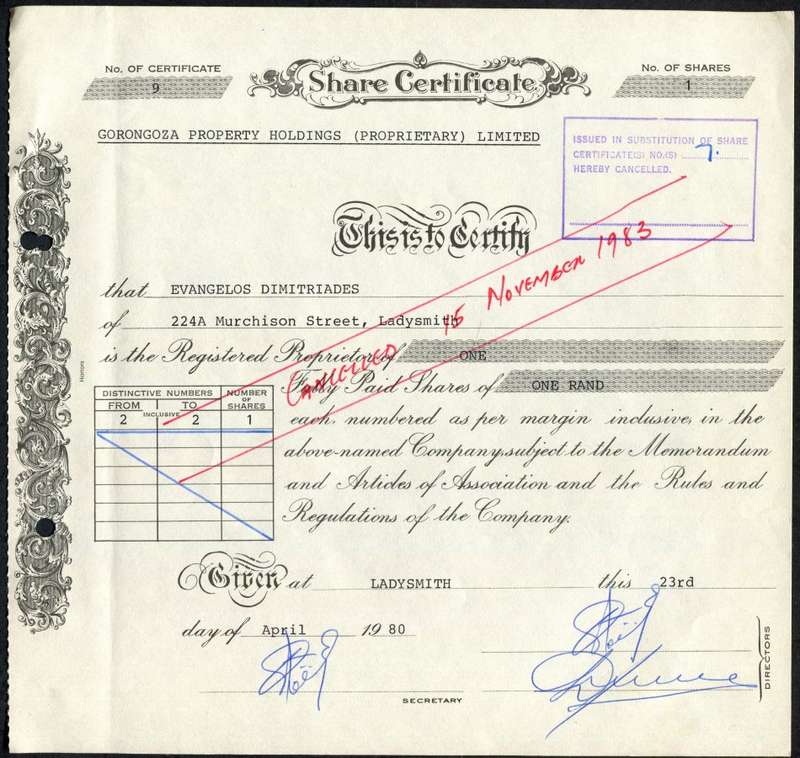 No. OF CERTIFICATE
9
Share Certificate
No. OF SHARES
1
GORONGOZA PROPERTY HOLDINGS (PROPRIETARY) LIMITED
ISSUED IN SUBSTITUTION OF SHARE
CERTIFICATE(S) NO.(S) 7.
HEREBY CANCELLED.
This is to Certify
that EVANGELOS DIMITRIADES
of 224A Murchison Street, Ladysmith
is the Registered Proprietor of ONE
Fully Paid Shares of ONE RAND
each, numbered as per margin inclusive, in the
above-named Company, subject to the Memorandum
and Articles of Association and the Rules and
Regulations of the Company.
CANCELLED 15 NOVEMBER 1983
DISTINCTIVE NUMBERS
NUMBER OF SHARES
FROM TO
INCLUSIVE
2 2 1
Given at LADYSMITH this 23rd
day of April 1980
SECRETARY
DIRECTORS